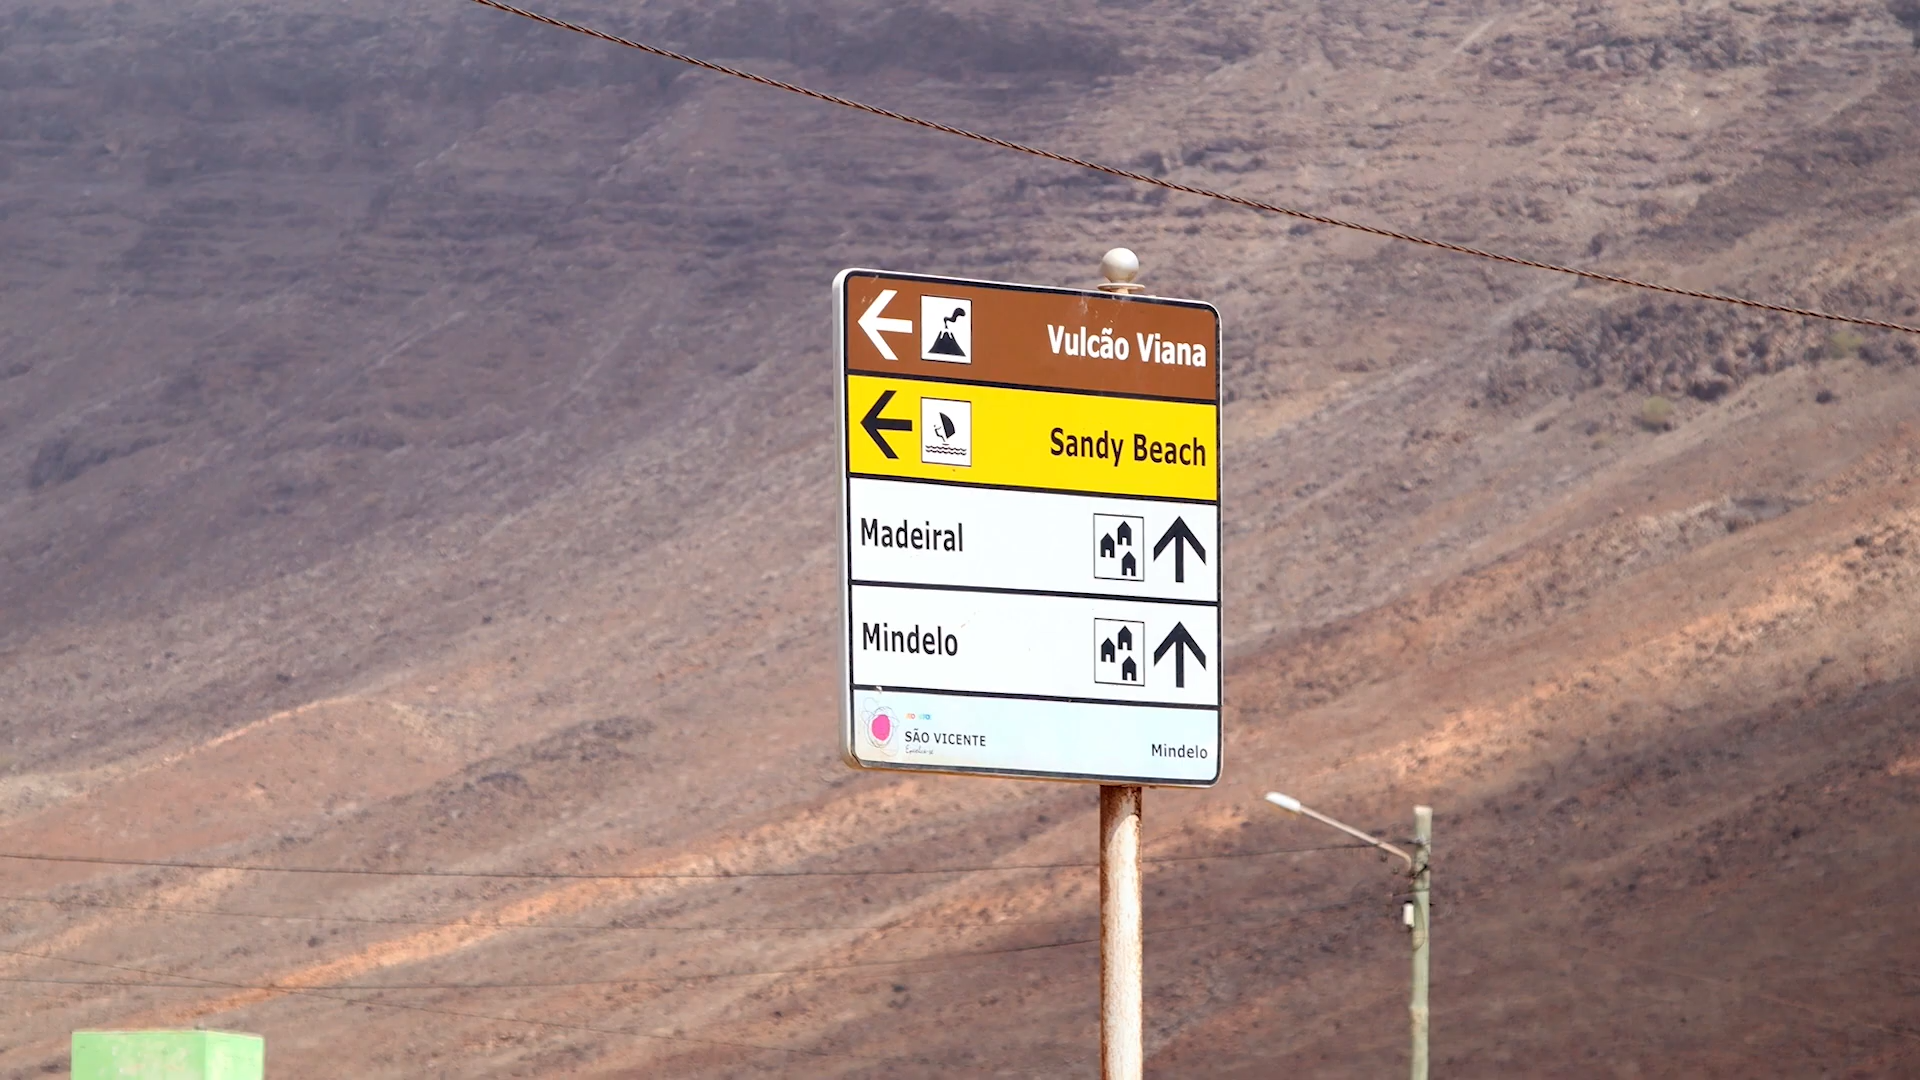 Vulcão Viana
Sandy Beach
Madeiral
Mindelo
SÃO VICENTE
Mindelo